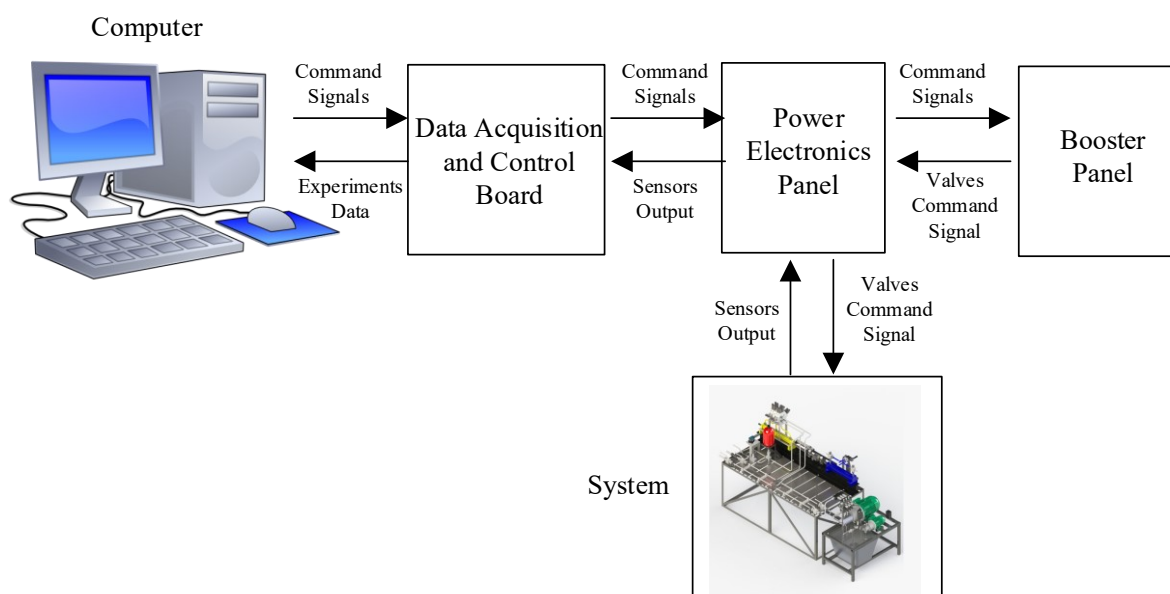 Computer
Command
Signals
Experiments
Data
Data Acquisition
and Control
Board
Command
Signals
Sensors
Output
Power
Electronics
Panel
Command
Signals
Valves
Command
Signal
Booster
Panel
Sensors
Output
Valves
Command
Signal
System